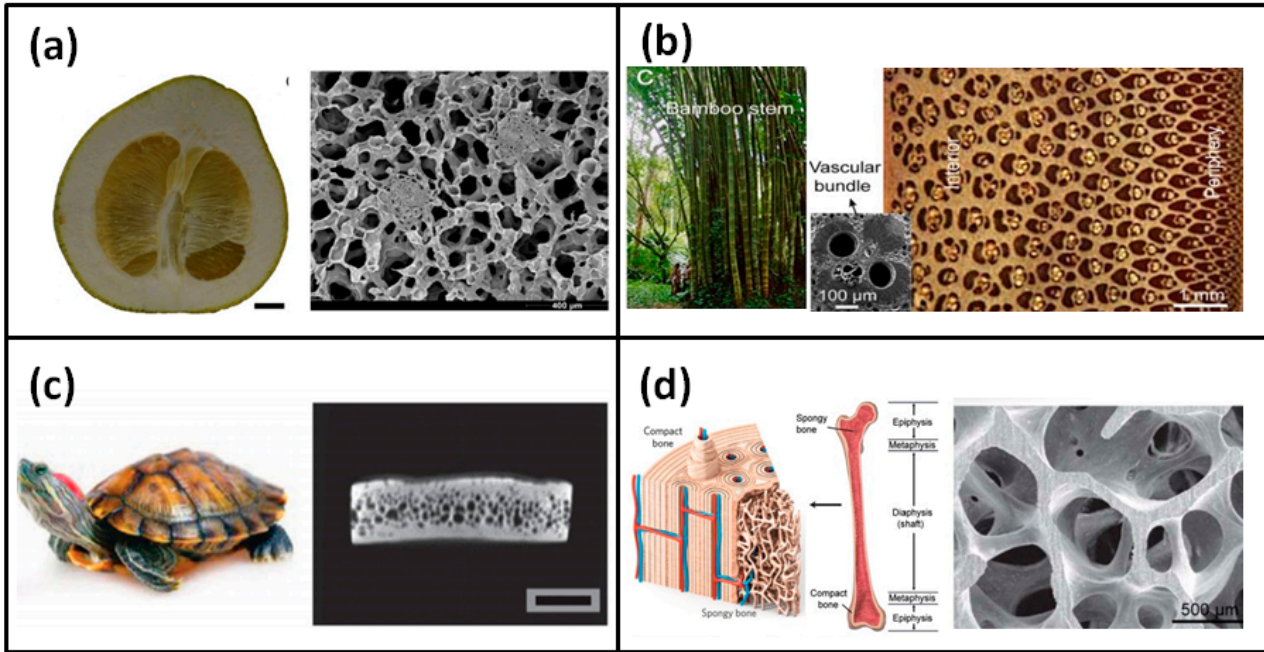 (a)
400 µm
(b)
C
Bamboo stem
Vascular
bundle
100 µm
Interior
Periphery
1 mm
(c)
(d)
Compact
bone
Spongy bone
Spongy
bone
Compact
bone
Epiphysis
Metaphysis
Diaphysis
(shaft)
Metaphysis
Epiphysis
500 µm